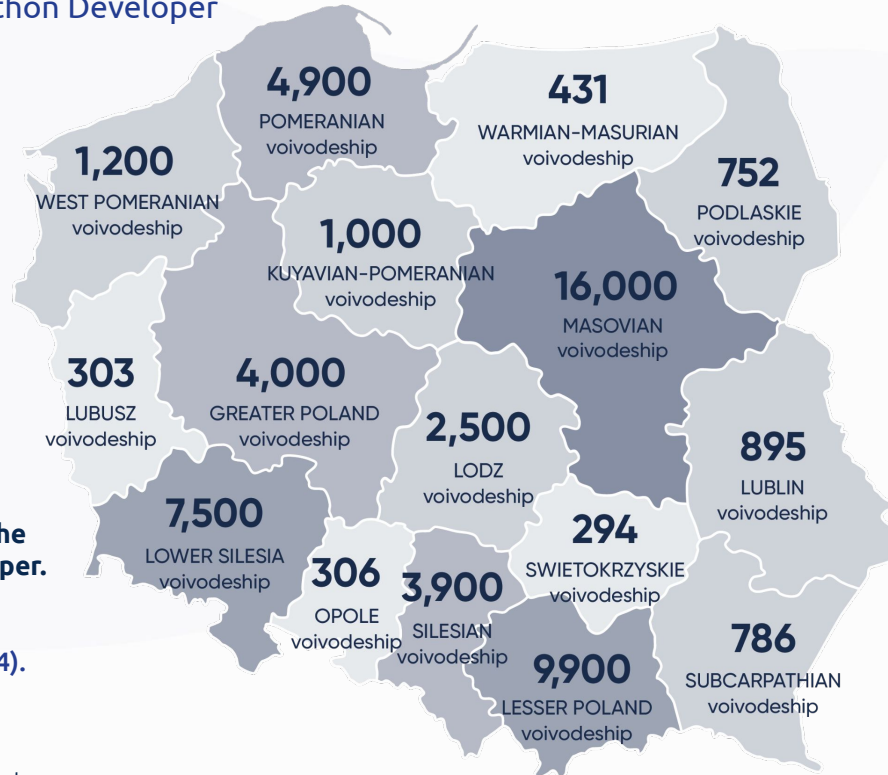 thon Developer
4,900
POMERANIAN
voivodeship
431
WARMIAN-MASURIAN
voivodeship
1,200
WEST POMERANIAN
voivodeship
752
PODLASKIE
voivodeship
1,000
KUYAVIAN-POMERANIAN
voivodeship
16,000
MASOVIAN
voivodeship
303
LUBUSZ
voivodeship
4,000
GREATER POLAND
voivodeship
2,500
LODZ
voivodeship
895
LUBLIN
voivodeship
7,500
LOWER SILESIA
voivodeship
294
SWIETOKRZYSKIE
voivodeship
306
OPOLE
voivodeship
3,900
SILESIAN
voivodeship
786
SUBCARPATHIAN
voivodeship
9,900
LESSER POLAND
voivodeship
he
per.
4).